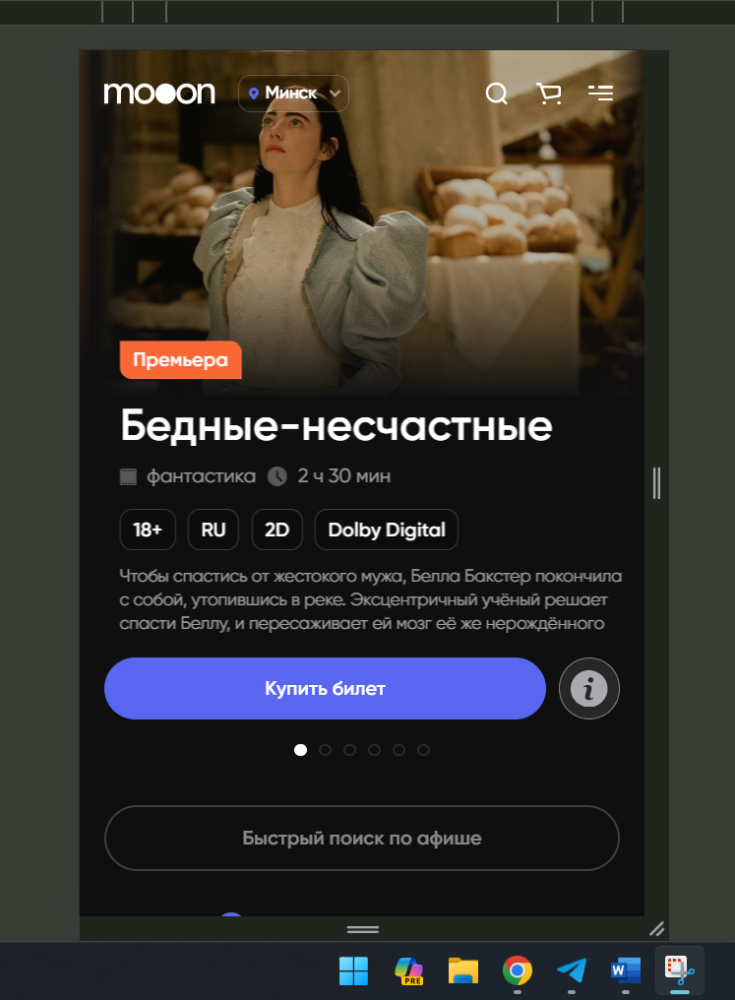 mooon
Минск
Премьера
Бедные-несчастные
фантастика 2 ч 30 мин
18+ RU 2D Dolby Digital
Чтобы спастись от жестокого мужа, Белла Бакстер покончила
с собой, утопившись в реке. Эксцентричный учёный решает
спасти Беллу, и пересаживает ей мозг её же нерождённого
Купить билет
i
Быстрый поиск по афише
PRE
W